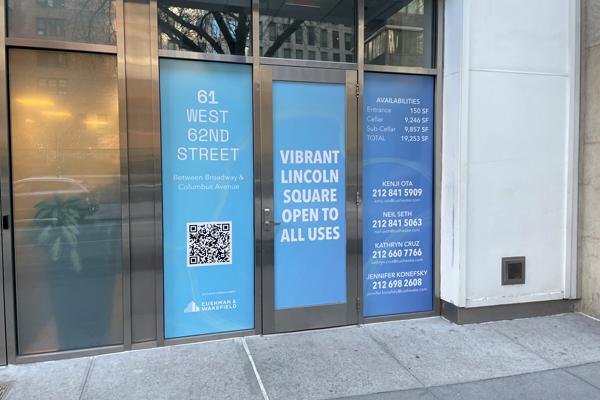 61
WEST
62ND
STREET
Between Broadway &
Columbus Avenue
CUSHMAN &
WAKEFIELD
VIBRANT
LINCOLN
SQUARE
OPEN TO
ALL USES
AVAILABILITIES
Entrance 150 SF
Cellar 9,246 SF
Sub-Cellar 9,857 SF
TOTAL 19,253 SF
KENJI OTA
212 841 5909
NEIL SETH
212 841 5063
KATHRYN CRUZ
212 660 7766
JENNIFER KONEFSKY
212 698 2608